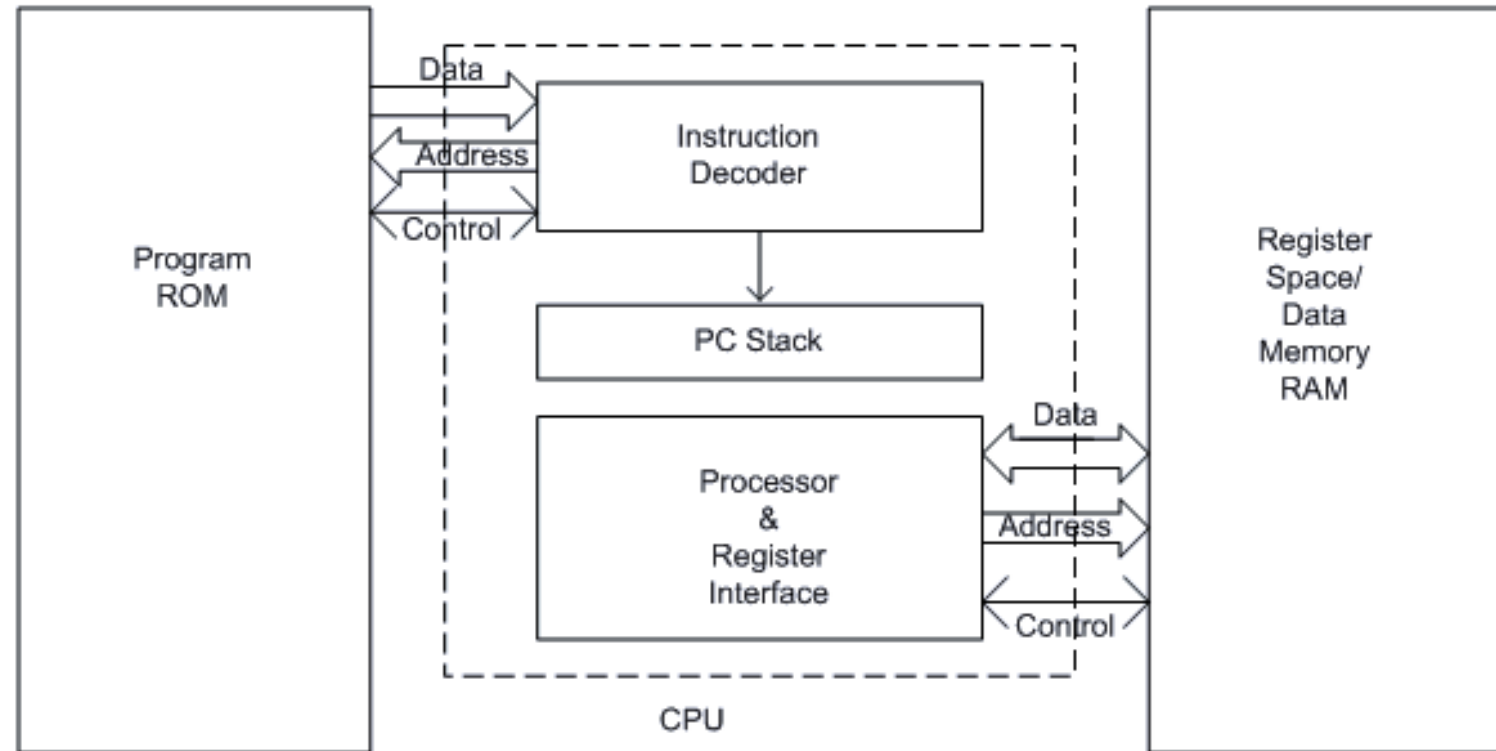 Program
ROM
Data
Address
Control
Instruction
Decoder
PC Stack
Processor
&
Register
Interface
Data
Address
Control
CPU
Register
Space/
Data
Memory
RAM